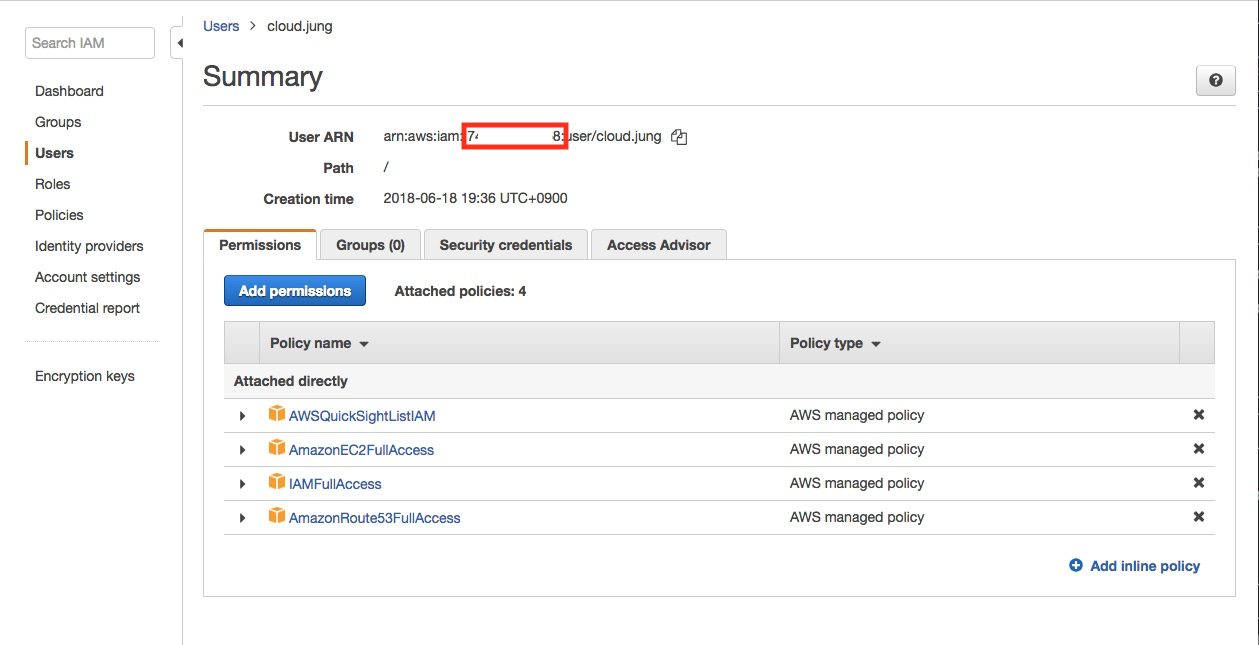 Search IAM
Dashboard
Groups
Users
Roles
Policies
Identity providers
Account settings
Credential report
Encryption keys
Users > cloud.jung
Summary
User ARN arn:aws:iam: 74 8:user/cloud.jung
Path /
Creation time 2018-06-18 19:36 UTC+0900
Permissions Groups (0) Security credentials Access Advisor
Add permissions Attached policies: 4
Policy name Policy type
Attached directly
AWSQuickSightListIAM AWS managed policy
AmazonEC2FullAccess AWS managed policy
IAMFullAccess AWS managed policy
AmazonRoute53FullAccess AWS managed policy
Add inline policy